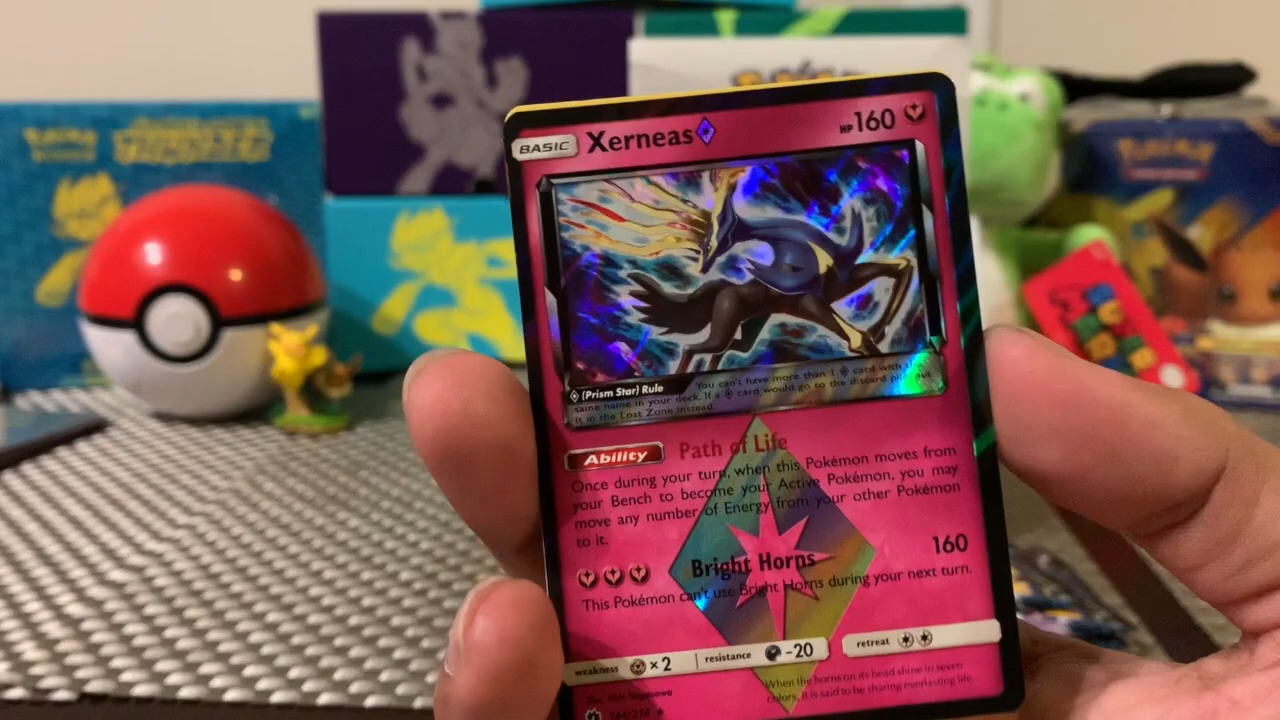 POKÉMON
BASIC
Xerneas
HP 160
(Prism Star) Rule
You can't have more than 1 card with the
same name in your deck. If a card would go to the discard pile, put
it in the Lost Zone instead.
Ability
Path of Life
Once during your turn, when this Pokémon moves from
your Bench to become your Active Pokémon, you may
move any number of Energy from your other Pokémon
to it.
Bright Horns
160
This Pokémon can't use Bright Horns during your next turn.
weakness ×2
resistance -20
retreat
When the horns on its head shine in seven
colors, it is said to be sharing everlasting life.
144/214